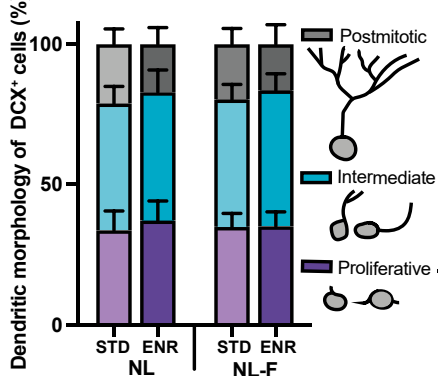 Dendritic morphology of DCX⁺ cells (%
100
50
0
STD ENR STD ENR
NL NL-F
Postmitotic
Intermediate
Proliferative